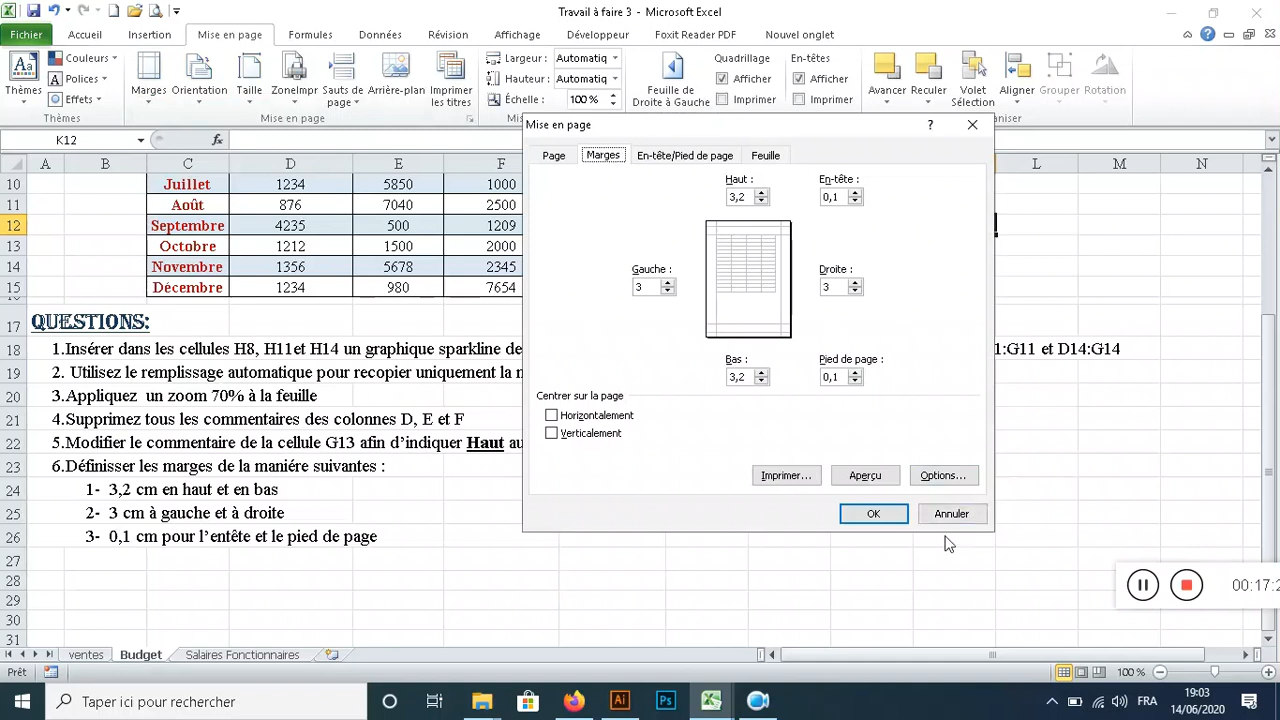 Travail à faire 3 - Microsoft Excel
Fichier Accueil Insertion Mise en page Formules Données Révision Affichage Développeur Foxit Reader PDF Nouvel onglet
Couleurs
Polices
Effets
Thèmes
Marges
Orientation
Taille
ZoneImpr
Sauts de page
Arrière-plan
Imprimer les titres
Largeur: Automatiq
Hauteur: Automatiq
Échelle: 100 %
Feuille de Droite à Gauche
Quadrillage
Afficher
Imprimer
En-têtes:
Afficher
Imprimer
Avancer
Reculer
Volet Sélection
Aligner
Grouper
Rotation
Thèmes Mise en page
K12 fx
A B C D E F L M N
10 Juillet 1234 5850 1000
11 Août 876 7040 2500
12 Septembre 4235 500 1209
13 Octobre 1212 1500 2000
14 Novembre 1356 5678 2345
15 Décembre 1234 980 7654
17 QUESTIONS:
18 1.Insérer dans les cellules H8, H11et H14 un graphique sparkline de 1:G11 et D14:G14
19 2. Utilisez le remplissage automatique pour recopier uniquement la
20 3.Appliquez un zoom 70% à la feuille
21 4.Supprimez tous les commentaires des colonnes D, E et F
22 5.Modifier le commentaire de la cellule G13 afin d’indiquer Haut au
23 6.Définisser les marges de la maniére suivantes :
24 1- 3,2 cm en haut et en bas
25 2- 3 cm à gauche et à droite
26 3- 0,1 cm pour l’entête et le pied de page
27
28
29
30
31
Mise en page ?
Page Marges En-tête/Pied de page Feuille
Haut : En-tête :
3,2 0,1
Gauche : Droite :
3 3
Bas : Pied de page :
3,2 0,1
Centrer sur la page
Horizontalement
Verticalement
Imprimer... Aperçu Options...
OK Annuler
00:17:2
ventes Budget Salaires Fonctionnaires
Prêt 100 %
Taper ici pour rechercher
Ai
Ps
FRA
19:03
14/06/2020